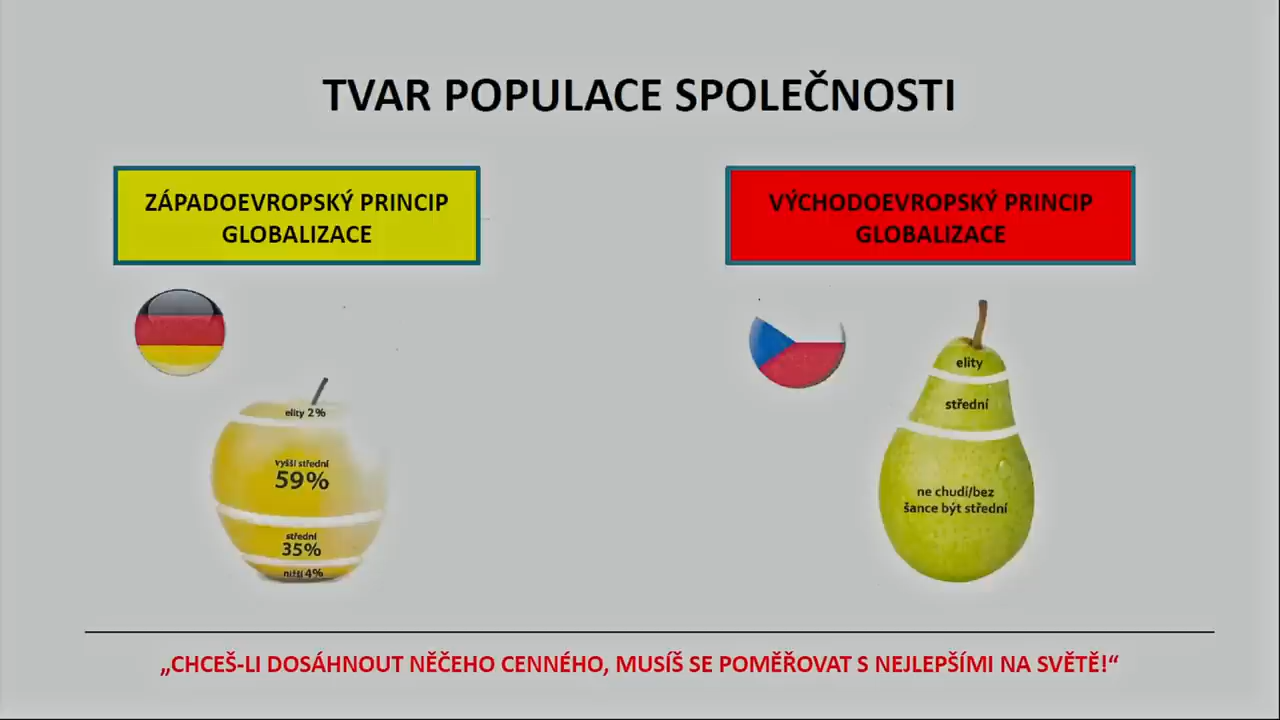 TVAR POPULACE SPOLEČNOSTI
ZÁPADOEVROPSKÝ PRINCIP
GLOBALIZACE
elity 2%
vyšší střední
59%
střední
35%
nižší 4%
VÝCHODOEVROPSKÝ PRINCIP
GLOBALIZACE
elity
střední
ne chudí/bez
šance být střední
„CHCEŠ-LI DOSÁHNOUT NĚČEHO CENNÉHO, MUSÍŠ SE POMĚŘOVAT S NEJLEPŠÍMI NA SVĚTĚ!“